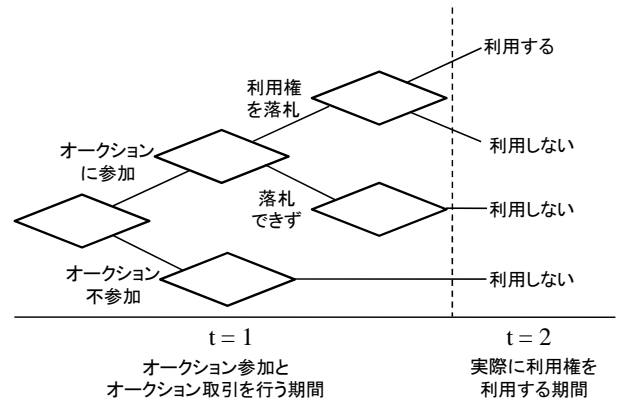 利用する
利用権
を落札
利用しない
オークション
に参加
落札
できず
利用しない
オークション
不参加
利用しない
t = 1
t = 2
オークション参加と
オークション取引を行う期間
実際に利用権を
利用する期間